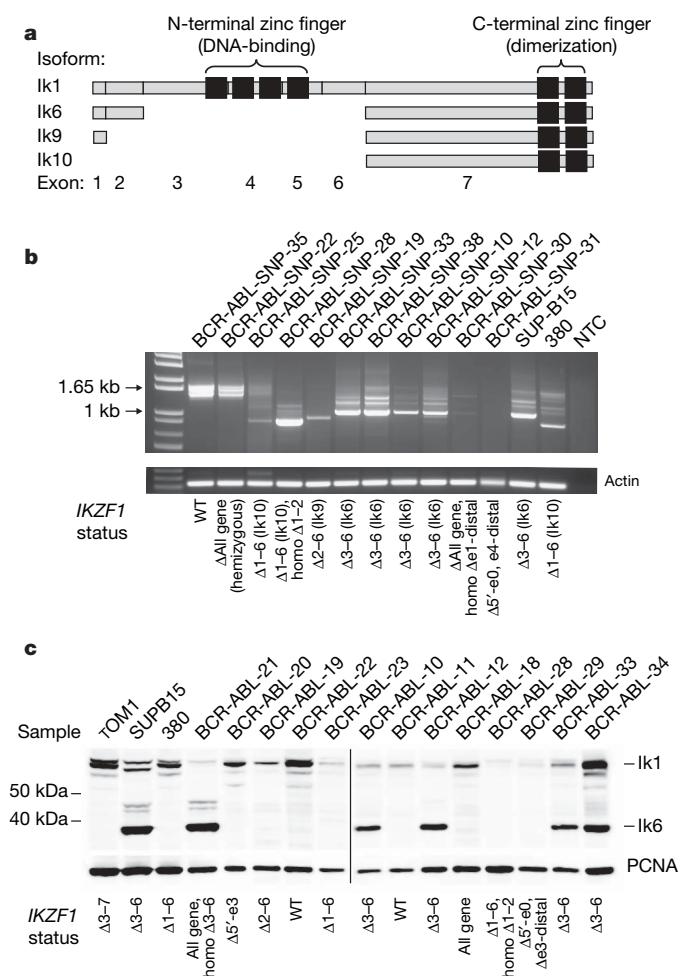 a
N-terminal zinc finger
(DNA-binding)
C-terminal zinc finger
(dimerization)
Isoform:
Ik1
Ik6
Ik9
Ik10
Exon: 1 2 3 4 5 6 7
b
BCR-ABL-SNP-35
BCR-ABL-SNP-22
BCR-ABL-SNP-25
BCR-ABL-SNP-28
BCR-ABL-SNP-19
BCR-ABL-SNP-33
BCR-ABL-SNP-38
BCR-ABL-SNP-10
BCR-ABL-SNP-12
BCR-ABL-SNP-30
BCR-ABL-SNP-31
SUP-B15
380
NTC
1.65 kb
1 kb
Actin
IKZF1
status
WT
ΔAll gene
(hemizygous)
Δ1–6 (Ik10)
Δ1–6 (Ik10),
homo Δ1–2
Δ2–6 (Ik9)
Δ3–6 (Ik6)
Δ3–6 (Ik6)
Δ3–6 (Ik6)
Δ3–6 (Ik6)
ΔAll gene,
homo Δe1-distal
Δ5′-e0, e4-distal
Δ3–6 (Ik6)
Δ1–6 (Ik10)
c
Sample
TOM1
SUPB15
380
BCR-ABL-21
BCR-ABL-20
BCR-ABL-19
BCR-ABL-22
BCR-ABL-23
BCR-ABL-10
BCR-ABL-11
BCR-ABL-12
BCR-ABL-18
BCR-ABL-28
BCR-ABL-29
BCR-ABL-33
BCR-ABL-34
50 kDa
40 kDa
Ik1
Ik6
PCNA
IKZF1
status
Δ3–7
Δ3–6
Δ1–6
All gene,
homo Δ3–6
Δ5′-e3
Δ2–6
WT
Δ1–6
Δ3–6
WT
Δ3–6
All gene
Δ1–6,
homo Δ1–2
Δ5′-e0,
Δe3-distal
Δ3–6
Δ3–6